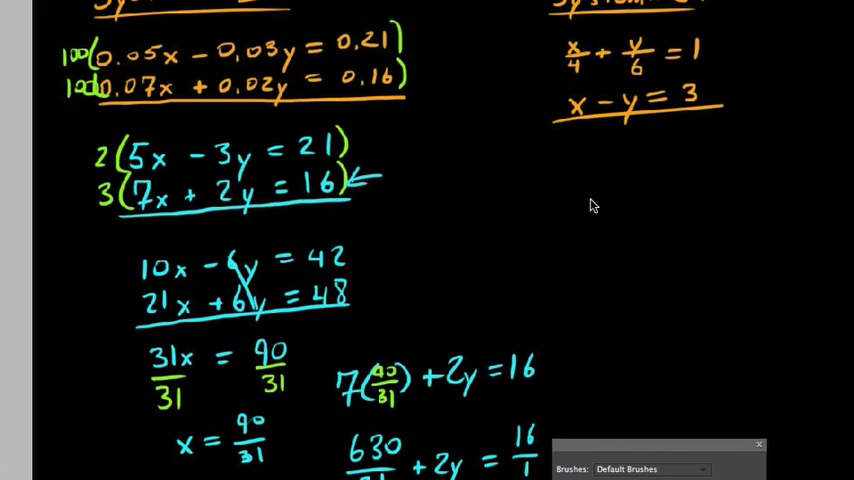 100(0.05x - 0.03y = 0.21)
100(0.07x + 0.02y = 0.16)
2(5x - 3y = 21)
3(7x + 2y = 16)
10x - 6y = 42
21x + 6y = 48
31x = 90
31 31
x = 90/31
7(90/31) + 2y = 16
630/31 + 2y = 16/1
x/4 + y/6 = 1
x - y = 3
Brushes: Default Brushes